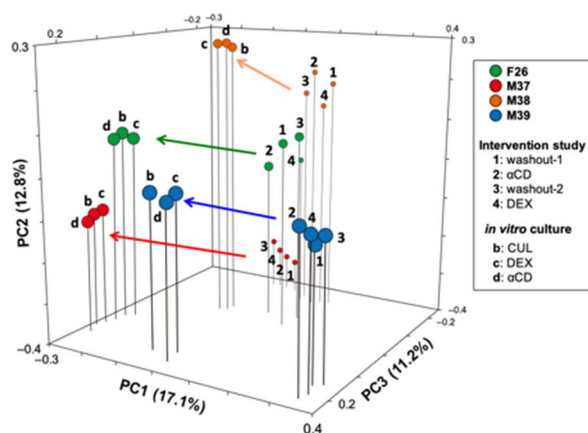 -0.3
-0.2
0.2
0.3
0.4
0.3
d
c
b
2
1
3
4
b
d
c
3
2
1
4
b
c
d
b
c
d
2
4
3
1
3
4
2
1
PC2 (12.8%)
-0.4
-0.3
PC1 (17.1%)
0.4
0.2
PC3 (11.2%)
-0.4
-0.2
F26
M37
M38
M39
Intervention study
1: washout-1
2: αCD
3: washout-2
4: DEX
in vitro culture
b: CUL
c: DEX
d: αCD